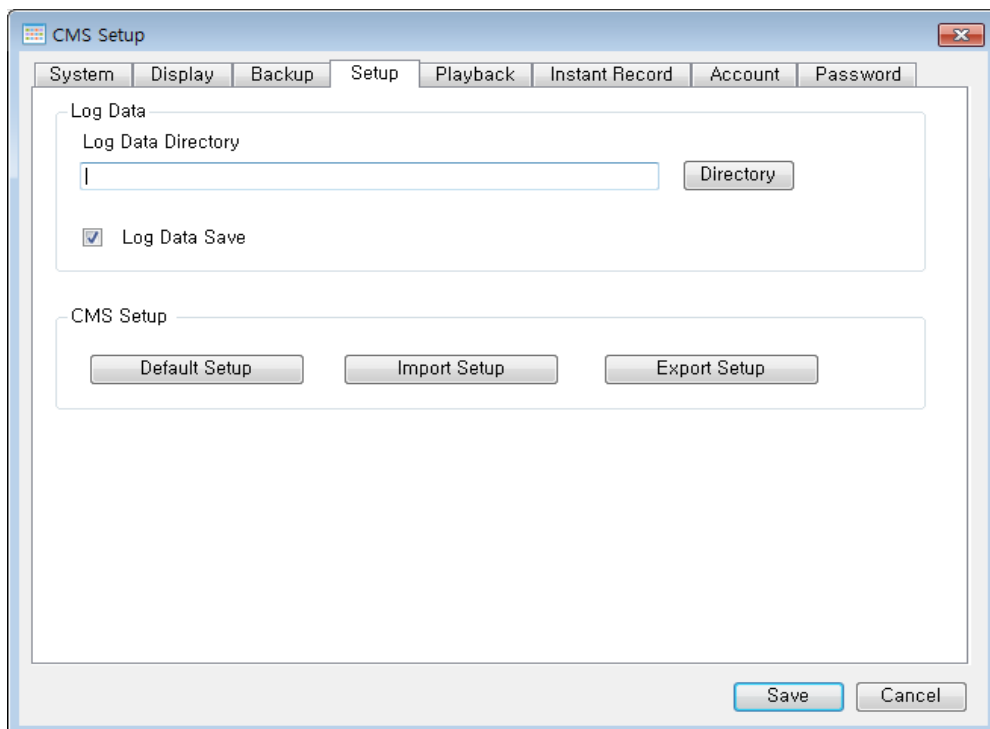 CMS Setup
System Display Backup Setup Playback Instant Record Account Password
Log Data
Log Data Directory
Directory
Log Data Save
CMS Setup
Default Setup Import Setup Export Setup
Save Cancel